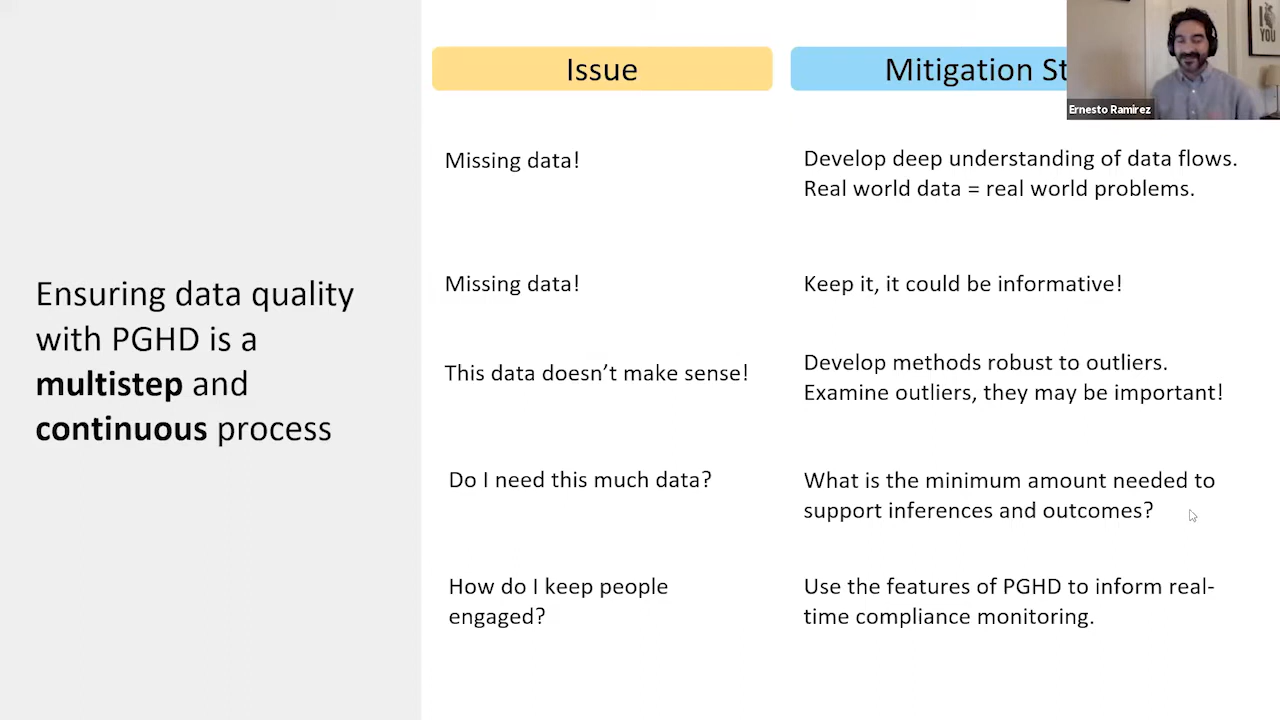 Ensuring data quality
with PGHD is a
multistep and
continuous process
Issue
Mitigation St
Missing data!
Develop deep understanding of data flows.
Real world data = real world problems.
Missing data!
Keep it, it could be informative!
This data doesn’t make sense!
Develop methods robust to outliers.
Examine outliers, they may be important!
Do I need this much data?
What is the minimum amount needed to
support inferences and outcomes?
How do I keep people
engaged?
Use the features of PGHD to inform real-
time compliance monitoring.
Ernesto Ramirez
I
YOU